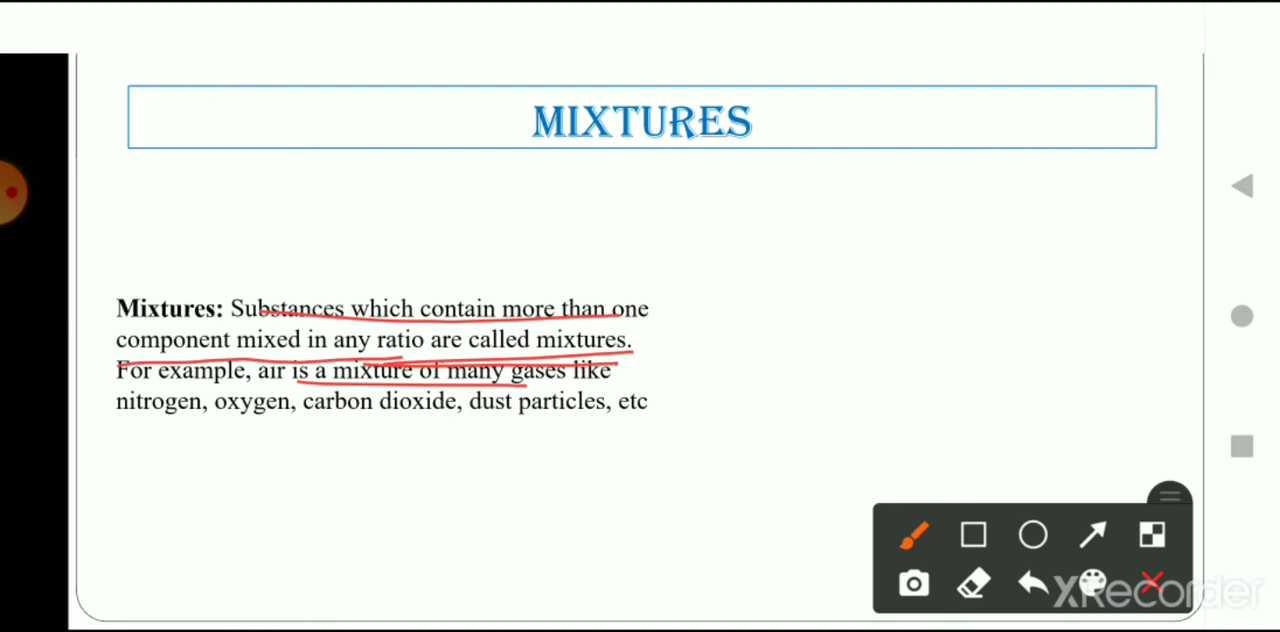 MIXTURES
Mixtures: Substances which contain more than one
component mixed in any ratio are called mixtures.
For example, air is a mixture of many gases like
nitrogen, oxygen, carbon dioxide, dust particles, etc
XRecorder